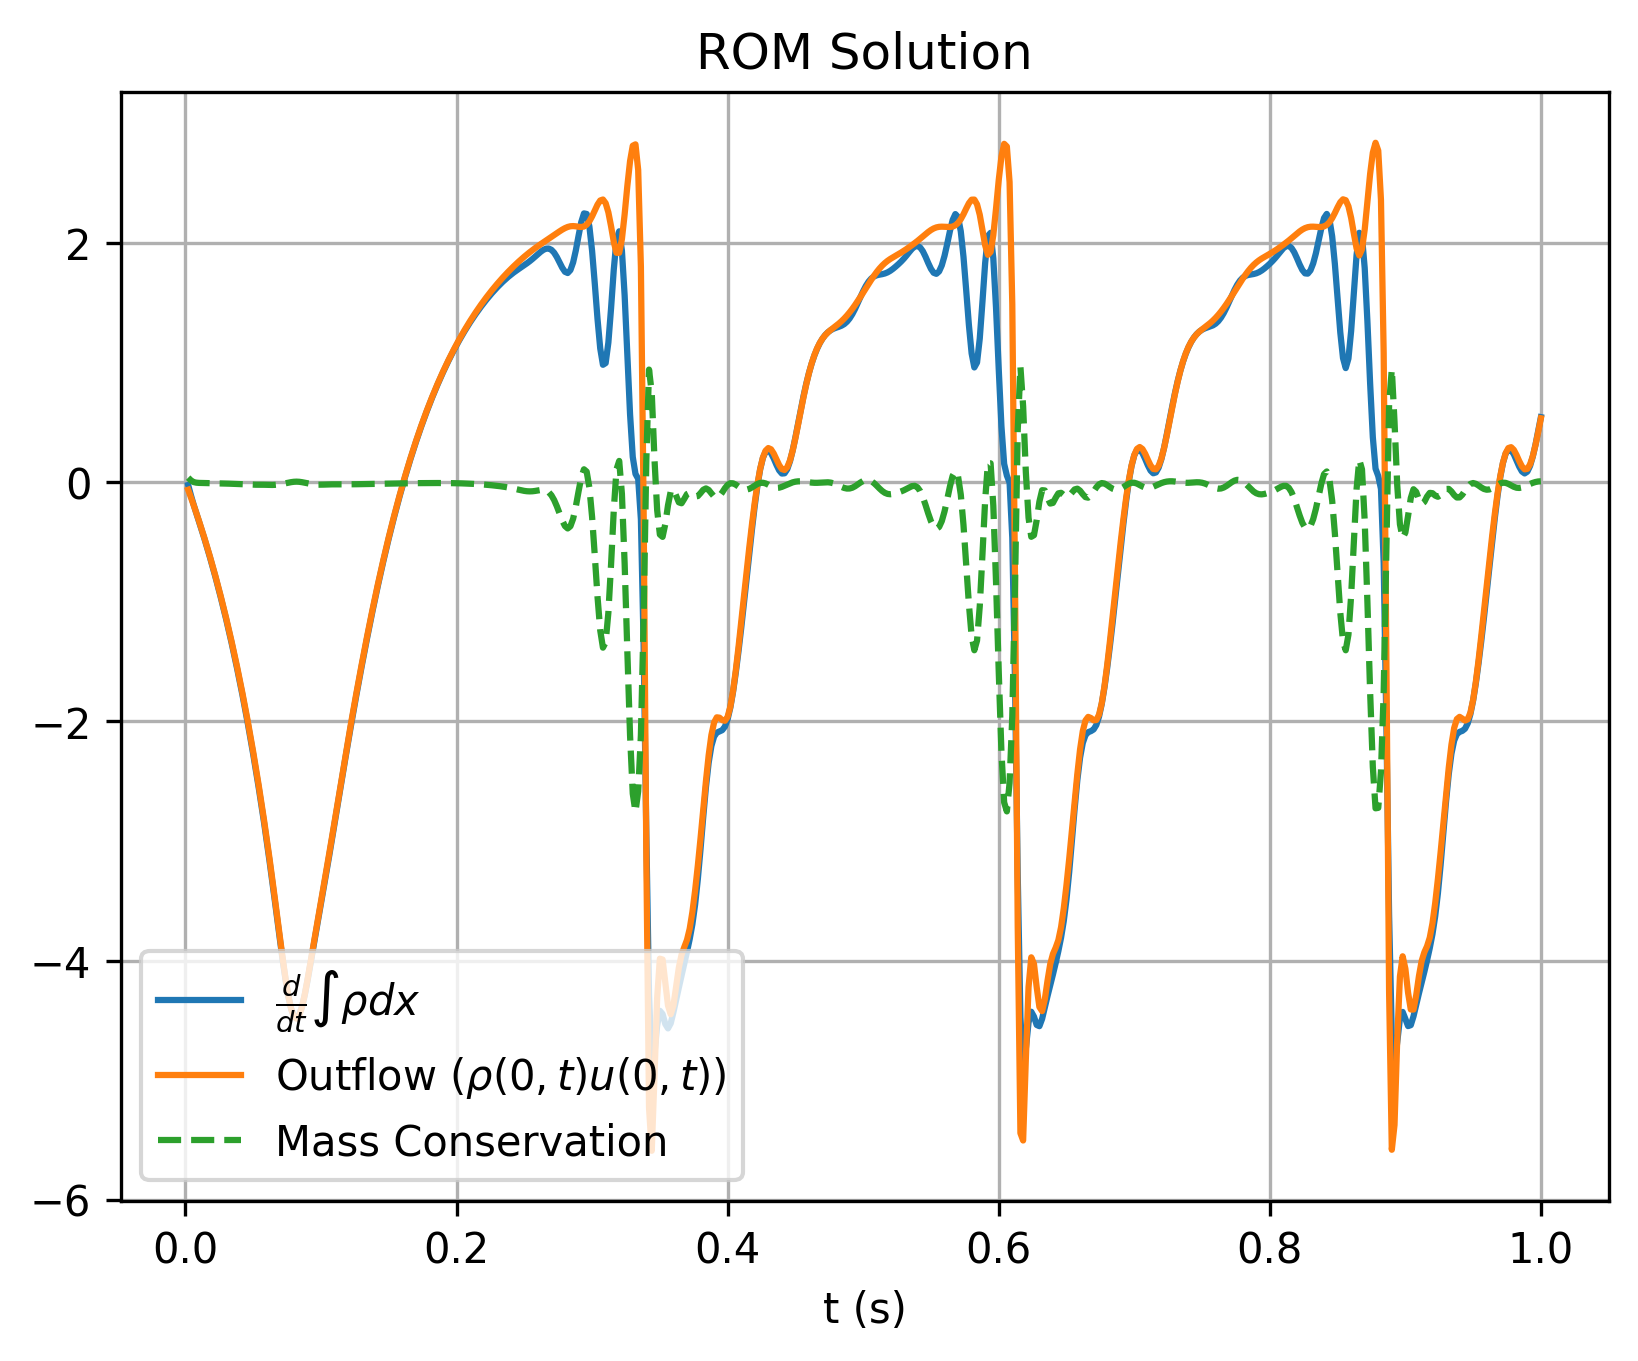 ROM Solution
2
0
−2
−4
−6
d/dt ∫ρdx
Outflow (ρ(0, t)u(0, t))
Mass Conservation
0.0 0.2 0.4 0.6 0.8 1.0
t (s)